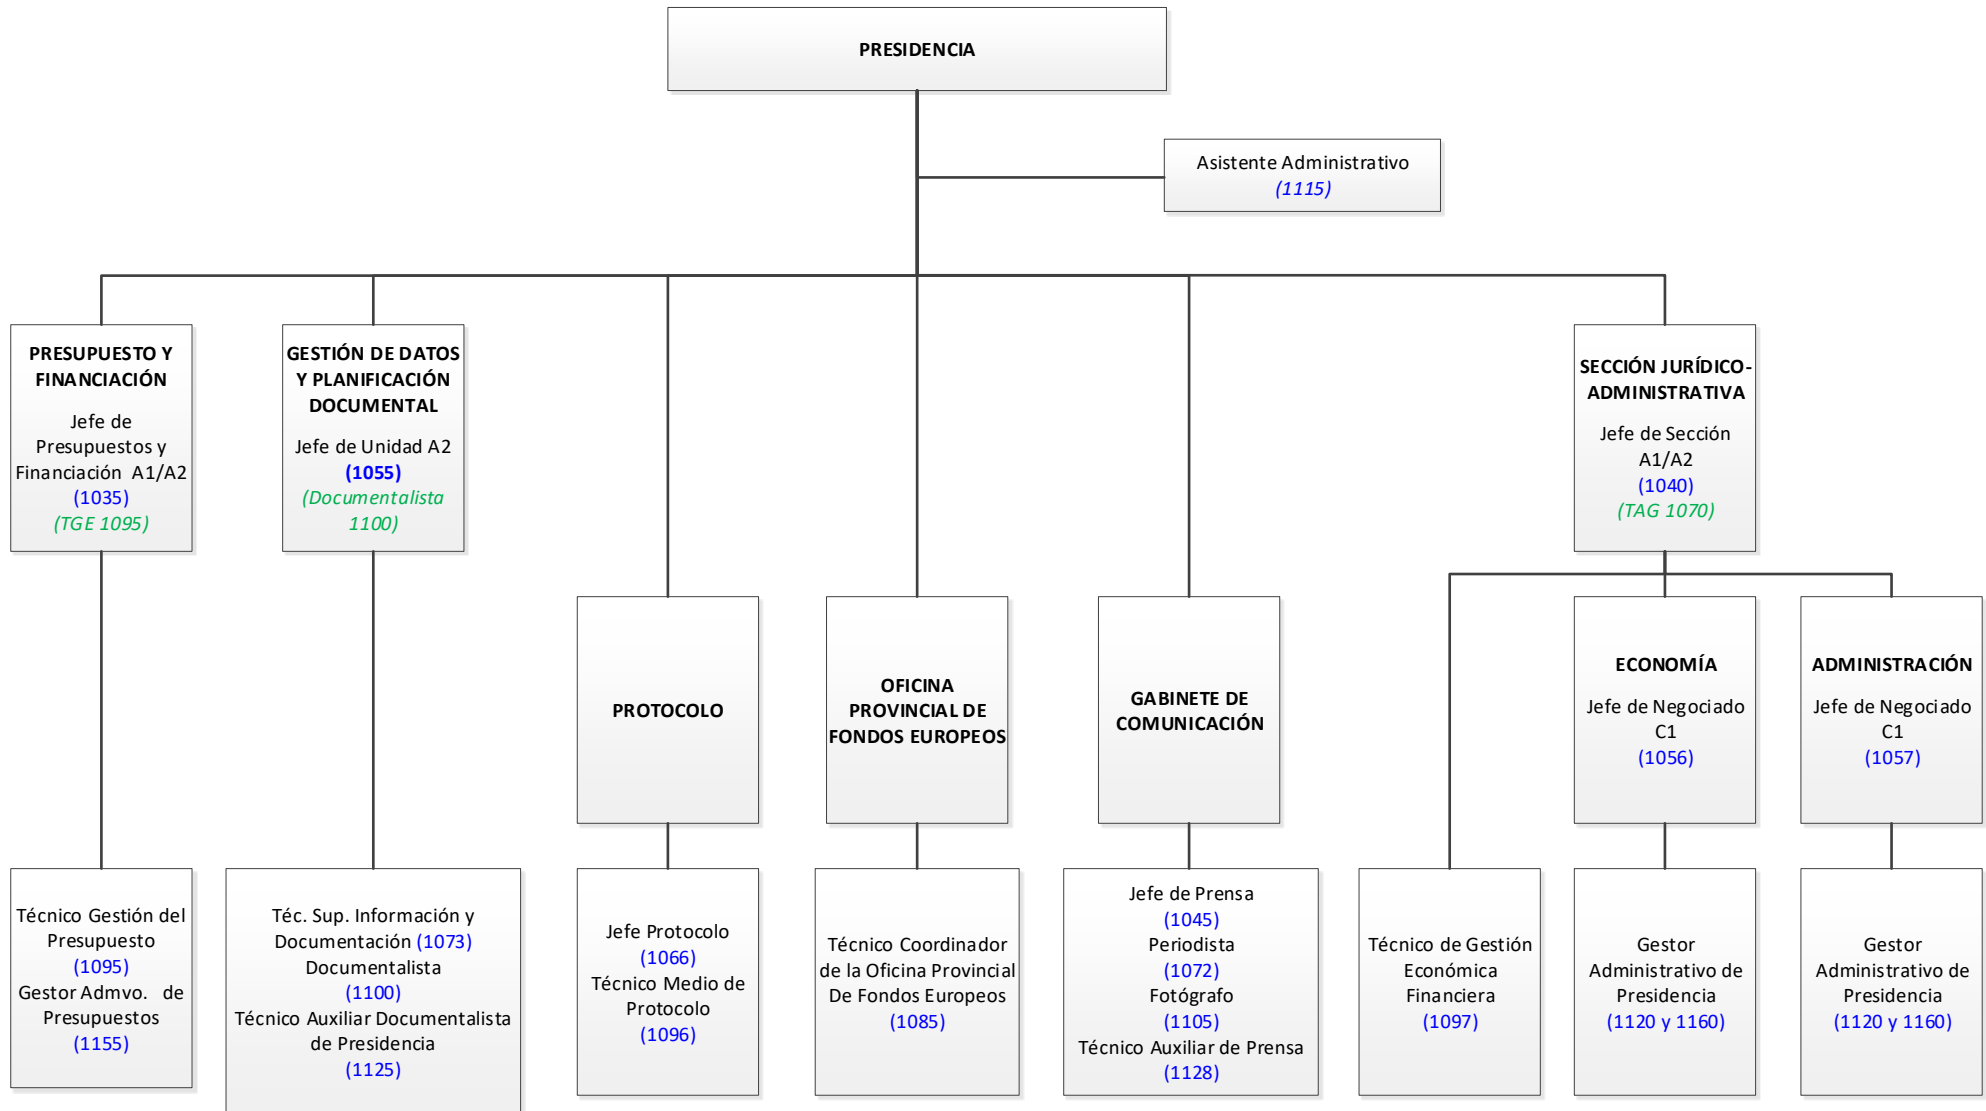 PRESIDENCIA
Asistente Administrativo
(1115)
PRESUPUESTO Y
FINANCIACIÓN
Jefe de
Presupuestos y
Financiación A1/A2
(1035)
(TGE 1095)
GESTIÓN DE DATOS
Y PLANIFICACIÓN
DOCUMENTAL
Jefe de Unidad A2
(1055)
(Documentalista
1100)
SECCIÓN JURÍDICO-
ADMINISTRATIVA
Jefe de Sección
A1/A2
(1040)
(TAG 1070)
PROTOCOLO
OFICINA
PROVINCIAL DE
FONDOS EUROPEOS
GABINETE DE
COMUNICACIÓN
ECONOMÍA
Jefe de Negociado
C1
(1056)
ADMINISTRACIÓN
Jefe de Negociado
C1
(1057)
Técnico Gestión del
Presupuesto
(1095)
Gestor Admvo. de
Presupuestos
(1155)
Téc. Sup. Información y
Documentación (1073)
Documentalista
(1100)
Técnico Auxiliar Documentalista
de Presidencia
(1125)
Jefe Protocolo
(1066)
Técnico Medio de
Protocolo
(1096)
Técnico Coordinador
de la Oficina Provincial
De Fondos Europeos
(1085)
Jefe de Prensa
(1045)
Periodista
(1072)
Fotógrafo
(1105)
Técnico Auxiliar de Prensa
(1128)
Técnico de Gestión
Económica
Financiera
(1097)
Gestor
Administrativo de
Presidencia
(1120 y 1160)
Gestor
Administrativo de
Presidencia
(1120 y 1160)